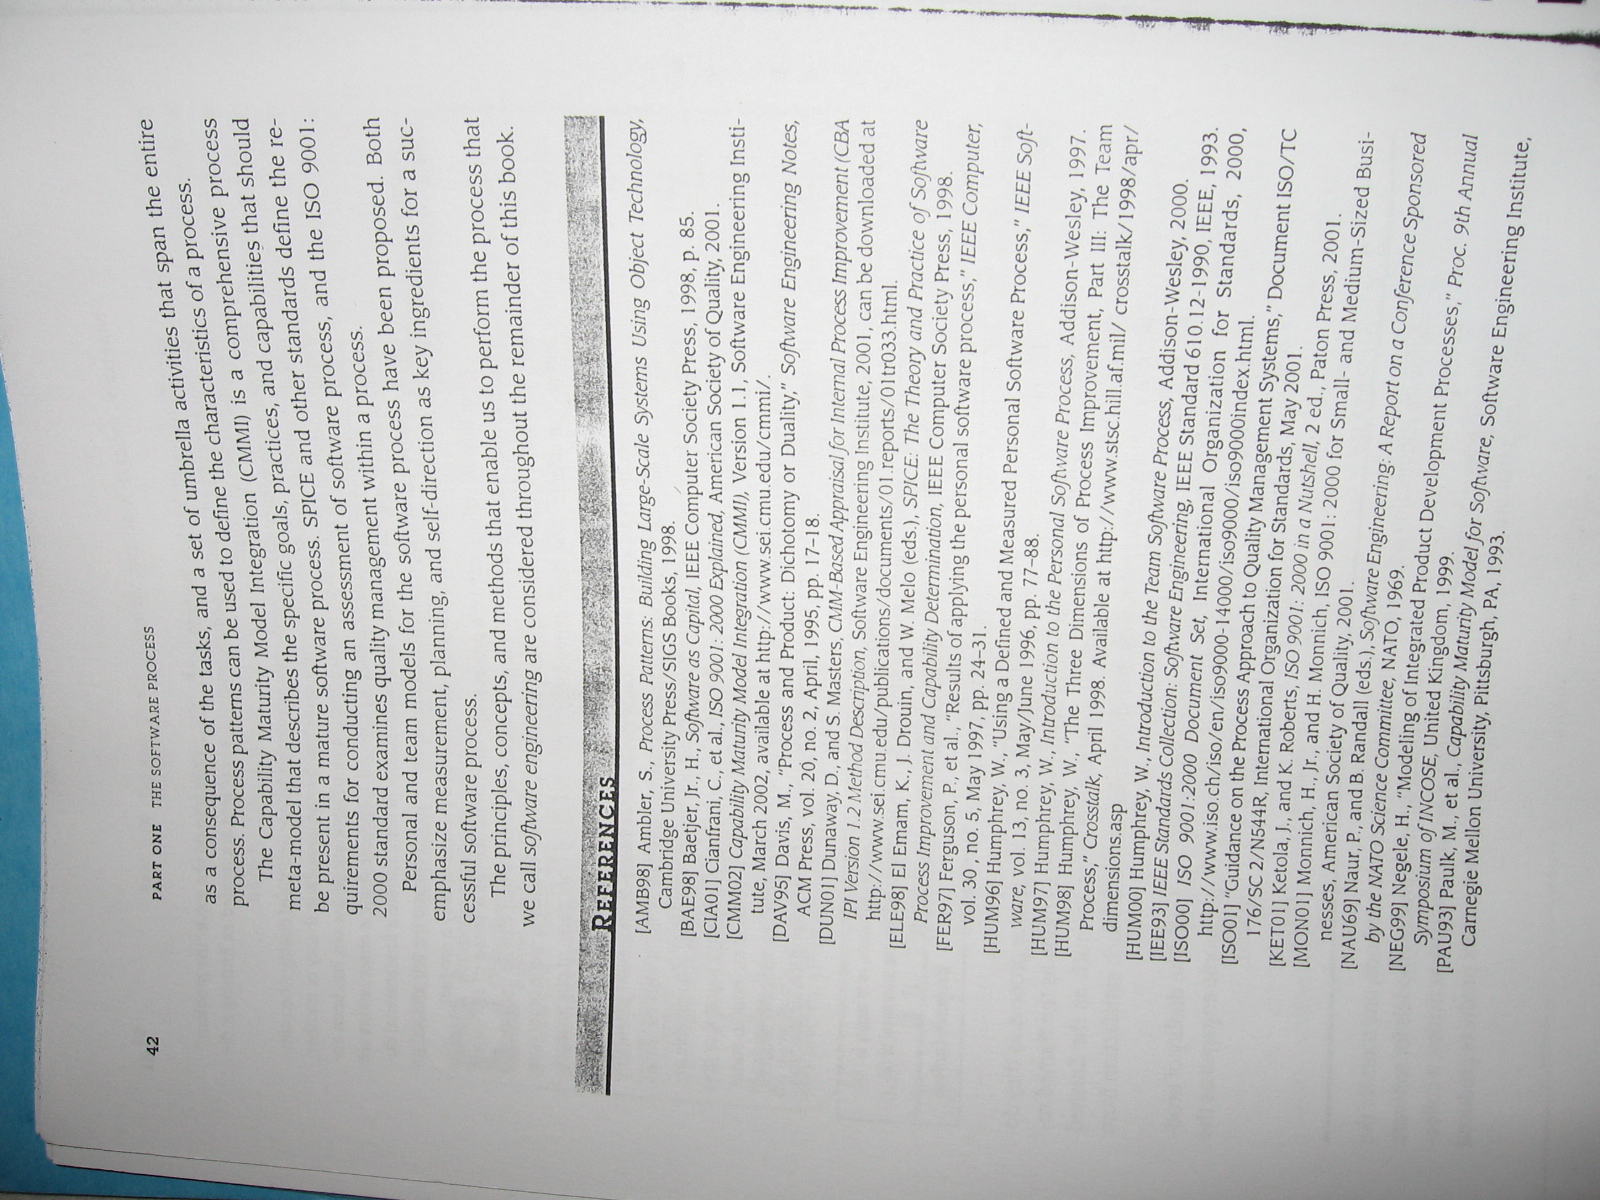 42
PART ONE THE SOFTWARE PROCESS
as a consequence of the tasks, and a set of umbrella activities that span the entire
process. Process patterns can be used to define the characteristics of a process.
The Capability Maturity Model Integration (CMMI) is a comprehensive process
meta-model that describes the specific goals, practices, and capabilities that should
be present in a mature software process. SPICE and other standards define the re-
quirements for conducting an assessment of software process, and the ISO 9001:
2000 standard examines quality management within a process.
Personal and team models for the software process have been proposed. Both
emphasize measurement, planning, and self-direction as key ingredients for a suc-
cessful software process.
The principles, concepts, and methods that enable us to perform the process that
we call software engineering are considered throughout the remainder of this book.
REFERENCES
[AMB98] Ambler, S., Process Patterns: Building Large-Scale Systems Using Object Technology,
Cambridge University Press/SIGS Books, 1998.
[BAE98] Baetjer, Jr., H., Software as Capital, IEEE Computer Society Press, 1998, p. 85.
[CIA01] Cianfrani, C., et al., ISO 9001: 2000 Explained, American Society of Quality, 2001.
[CMM02] Capability Maturity Model Integration (CMMI), Version 1.1, Software Engineering Insti-
tute, March 2002, available at http://www.sei.cmu.edu/cmmi/.
[DAV95] Davis, M., "Process and Product: Dichotomy or Duality," Software Engineering Notes,
ACM Press, vol. 20, no. 2, April, 1995, pp. 17–18.
[DUN01] Dunaway, D., and S. Masters, CMM-Based Appraisal for Internal Process Improvement (CBA
IPI Version 1.2 Method Description, Software Engineering Institute, 2001, can be downloaded at
http://www.sei.cmu.edu/publications/documents/01.reports/01tr033.html.
[ELE98] El Emam, K., J. Drouin, and W. Melo (eds.), SPICE: The Theory and Practice of Software
Process Improvement and Capability Determination, IEEE Computer Society Press, 1998.
[FER97] Ferguson, P., et al., "Results of applying the personal software process," IEEE Computer,
vol. 30 , no. 5, May 1997, pp. 24–31.
[HUM96] Humphrey, W., "Using a Defined and Measured Personal Software Process," IEEE Soft-
ware, vol. 13, no. 3, May/June 1996, pp. 77–88.
[HUM97] Humphrey, W., Introduction to the Personal Software Process, Addison-Wesley, 1997.
[HUM98] Humphrey, W., "The Three Dimensions of Process Improvement, Part III: The Team
Process," Crosstalk, April 1998. Available at http://www.stsc.hill.af.mil/ crosstalk/1998/apr/
dimensions.asp
[HUM00] Humphrey, W., Introduction to the Team Software Process, Addison-Wesley, 2000.
[IEE93] IEEE Standards Collection: Software Engineering, IEEE Standard 610.12-1990, IEEE, 1993.
[ISO00] ISO 9001:2000 Document Set, International Organization for Standards, 2000,
http://www.iso.ch/iso/en/iso9000-14000/iso9000/iso9000index.html.
[ISO01] "Guidance on the Process Approach to Quality Management Systems," Document ISO/TC
176/SC 2/N544R, International Organization for Standards, May 2001.
[KET01] Ketola, J., and K. Roberts, ISO 9001: 2000 in a Nutshell, 2 ed., Paton Press, 2001.
[MON01] Monnich, H., Jr., and H. Monnich, ISO 9001: 2000 for Small- and Medium-Sized Busi-
nesses, American Society of Quality, 2001.
[NAU69] Naur, P., and B. Randall (eds.), Software Engineering: A Report on a Conference Sponsored
by the NATO Science Committee, NATO, 1969.
[NEG99] Negele, H., "Modeling of Integrated Product Development Processes," Proc. 9th Annual
Symposium of INCOSE, United Kingdom, 1999.
[PAU93] Paulk, M., et al., Capability Maturity Model for Software, Software Engineering Institute,
Carnegie Mellon University, Pittsburgh, PA, 1993.